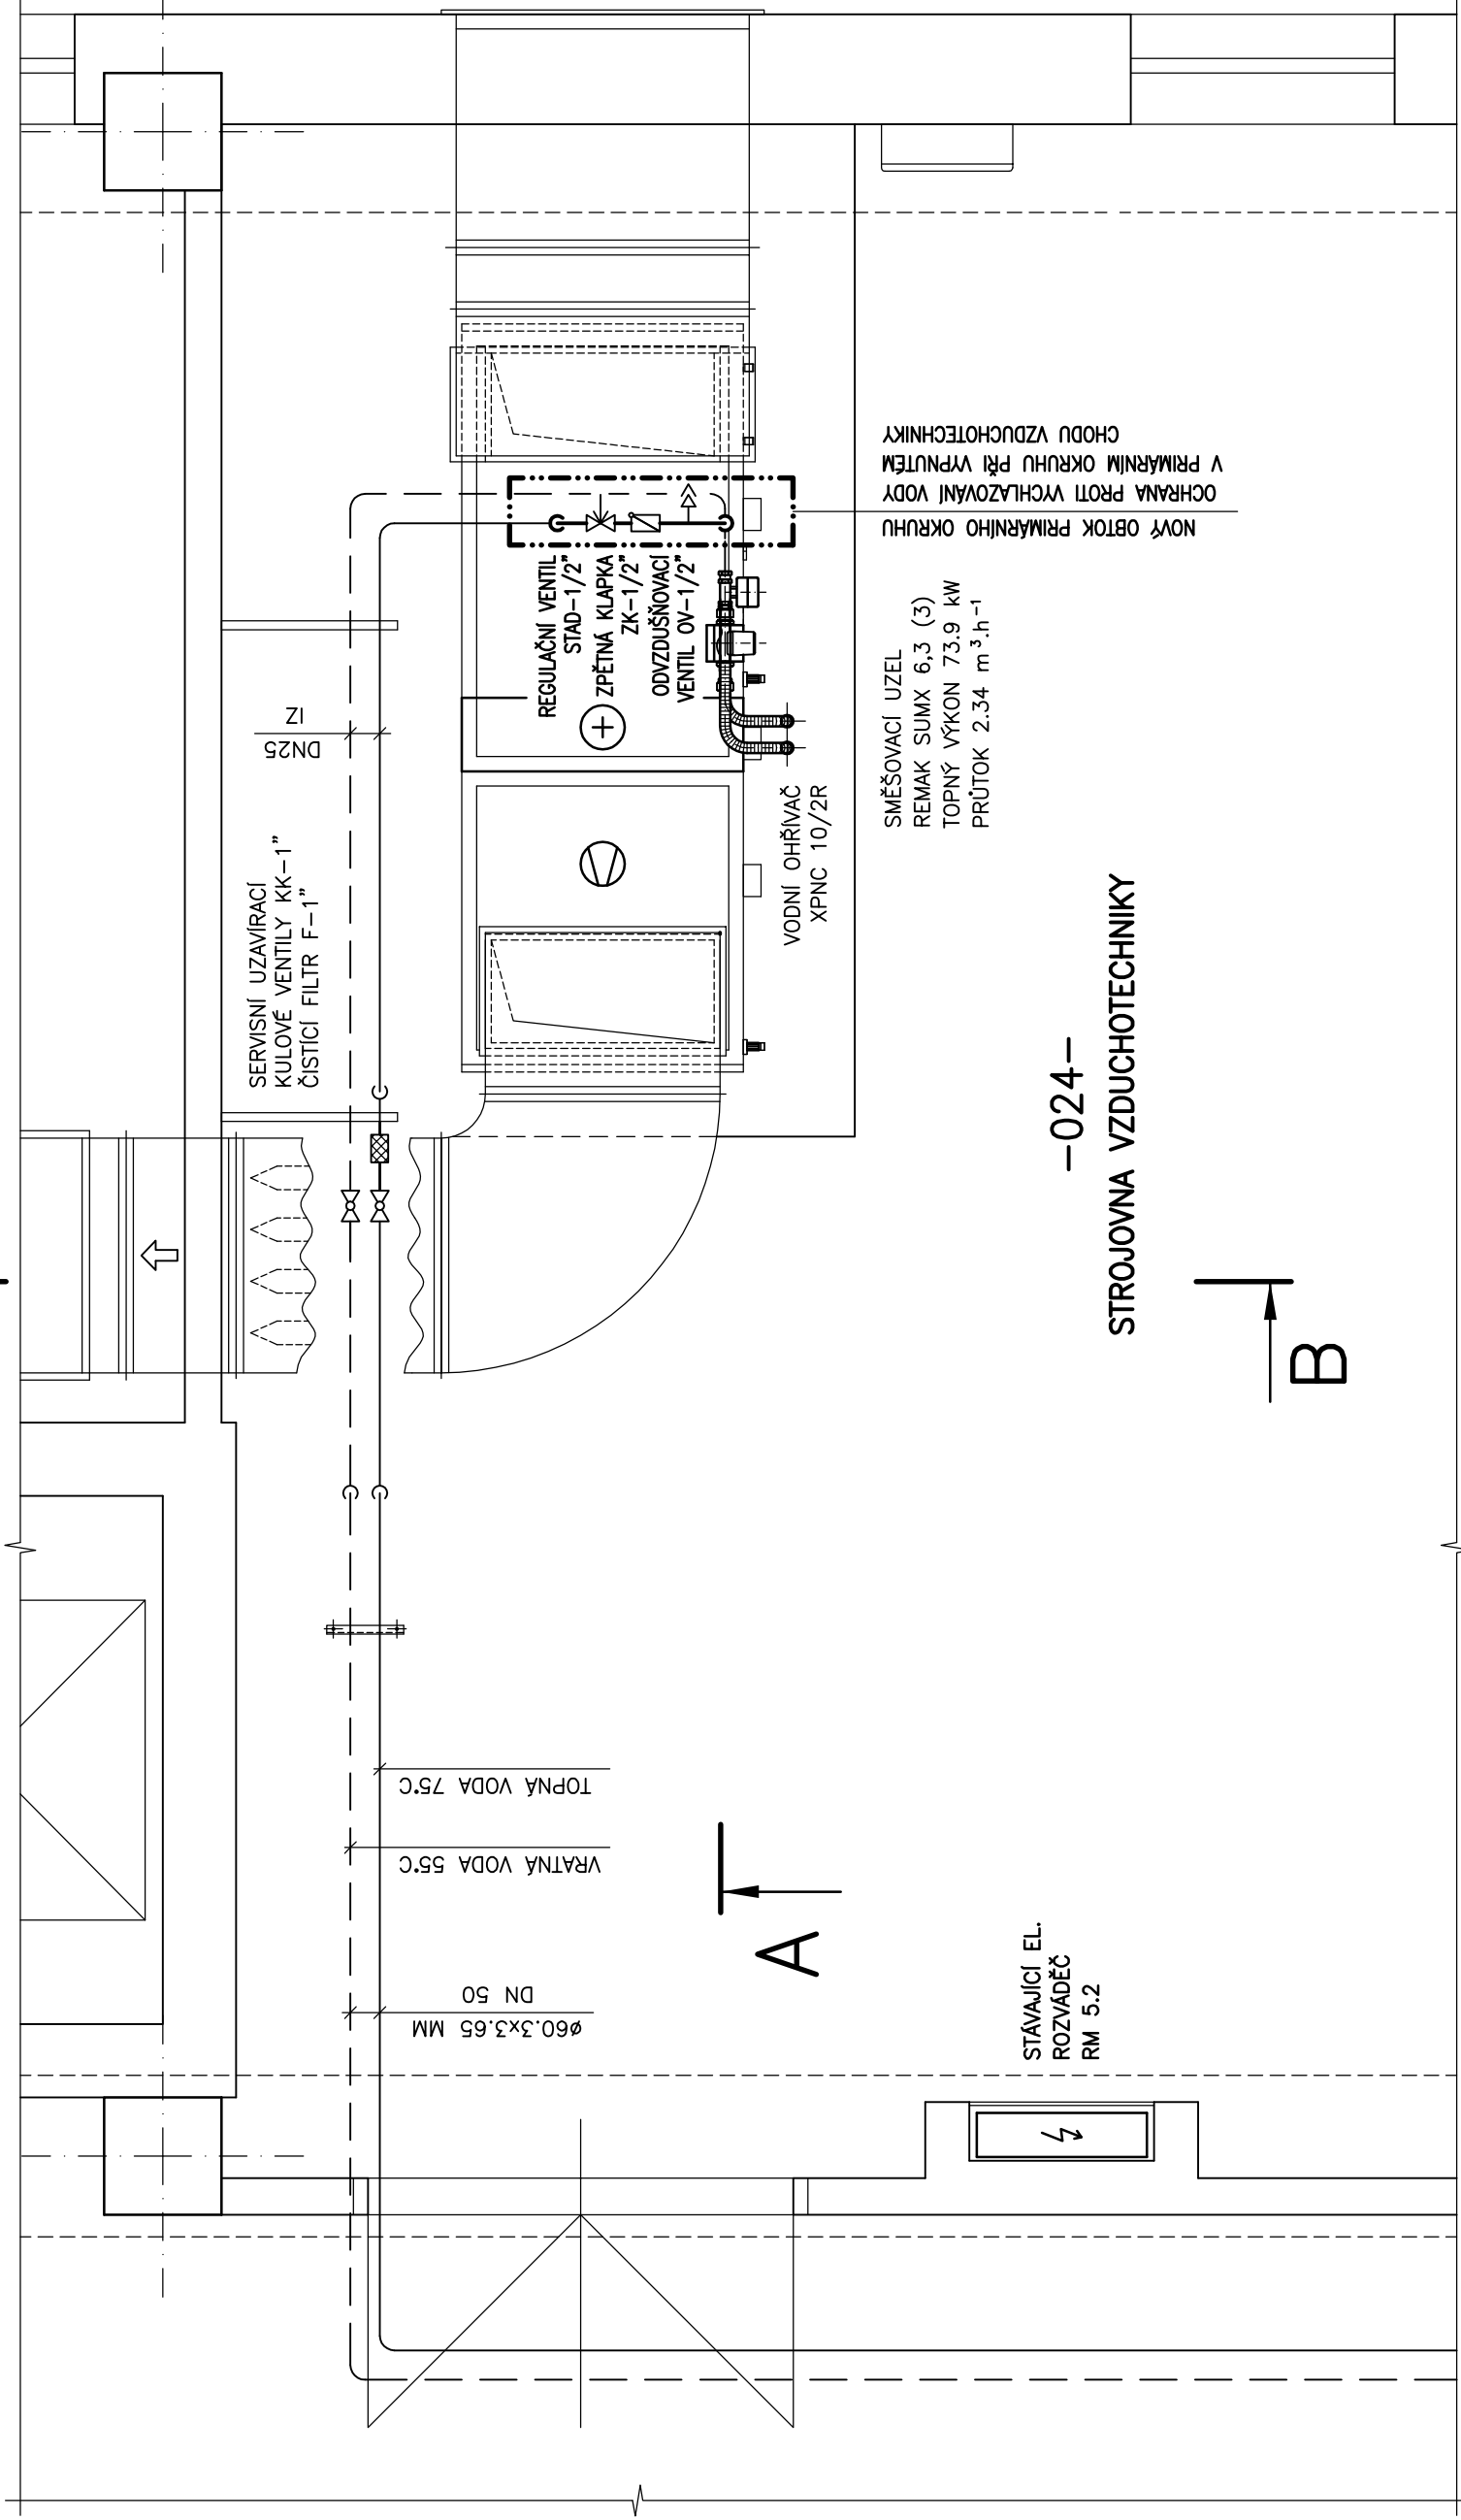 SERVISNÍ UZAVÍRACÍ
KULOVÉ VENTILY KK-1"
ČISTÍCÍ FILTR F-1"
IZ
DN25
REGULAČNÍ VENTIL
STAD-1/2"
ZPĚTNÁ KLAPKA
ZK-1/2"
ODVZDUŠŇOVACÍ
VENTIL OV-1/2"
NOVÝ OBTOK PRIMÁRNÍHO OKRUHU
OCHRANA PROTI VYCHLAZOVÁNÍ VODY
V PRIMÁRNÍM OKRUHU PŘI VYPNUTÉM
CHODU VZDUCHOTECHNIKY
VODNÍ OHŘÍVAČ
XPNC 10/2R
SMĚŠOVACÍ UZEL
REMAK SUMX 6,3 (3)
TOPNÝ VÝKON 73.9 kW
PRŮTOK 2.34 m³.h⁻¹
-024-
STROJOVNA VZDUCHOTECHNIKY
B
TOPNÁ VODA 75°C
VRATNÁ VODA 55°C
A
ø60.3x3.65 MM
DN 50
STÁVAJÍCÍ EL.
ROZVÁDĚČ
RM 5.2